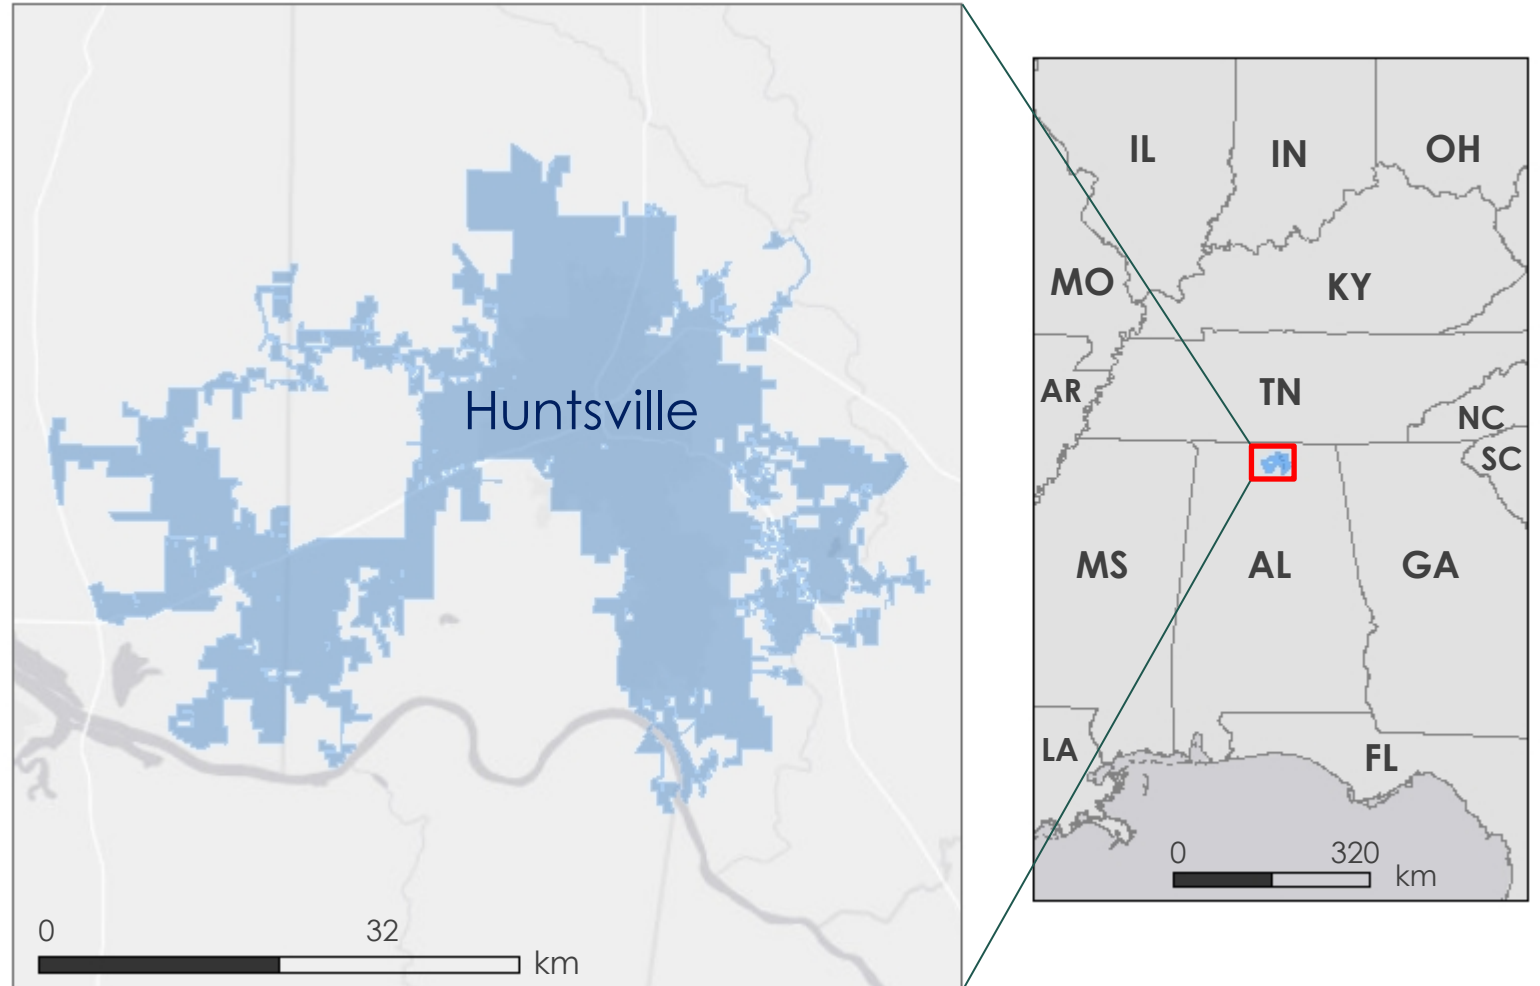 Huntsville
0 32
km
IL IN OH
MO KY
AR TN NC
SC
MS AL GA
LA FL
0 320
km